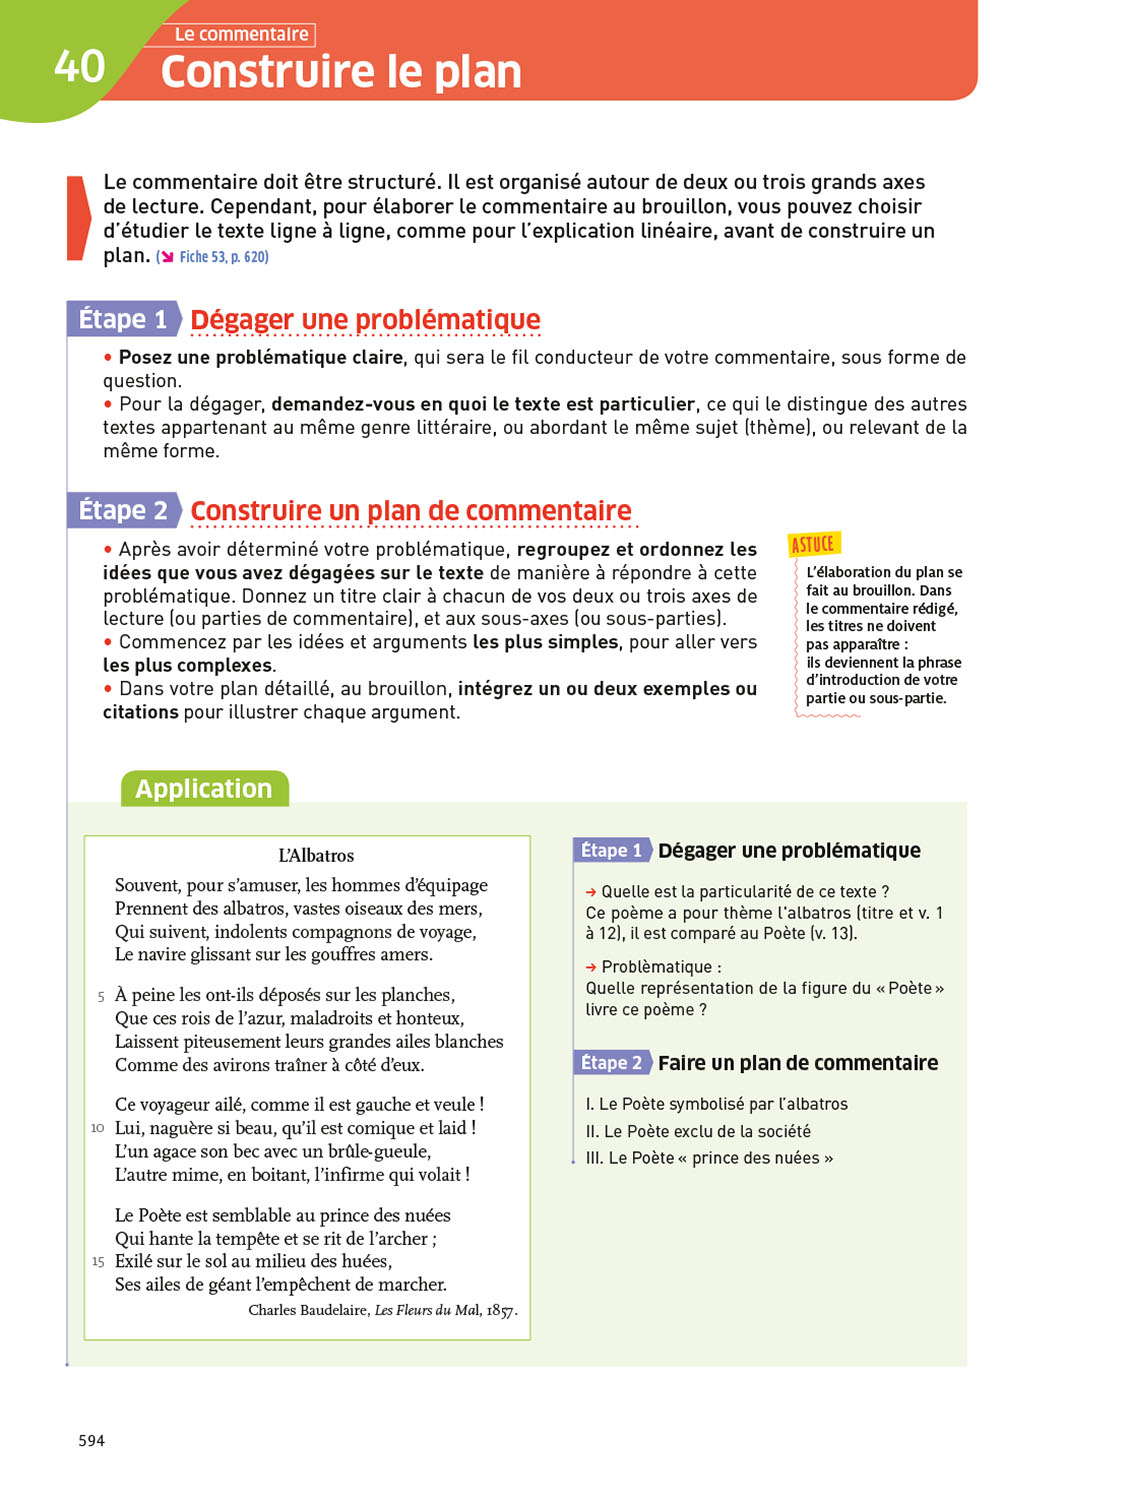 40
Le commentaire
Construire le plan
Le commentaire doit être structuré. Il est organisé autour de deux ou trois grands axes
de lecture. Cependant, pour élaborer le commentaire au brouillon, vous pouvez choisir
d’étudier le texte ligne à ligne, comme pour l’explication linéaire, avant de construire un
plan. (↘ Fiche 53, p. 620)
Étape 1 Dégager une problématique
• Posez une problématique claire, qui sera le fil conducteur de votre commentaire, sous forme de
question.
• Pour la dégager, demandez-vous en quoi le texte est particulier, ce qui le distingue des autres
textes appartenant au même genre littéraire, ou abordant le même sujet (thème), ou relevant de la
même forme.
Étape 2 Construire un plan de commentaire
• Après avoir déterminé votre problématique, regroupez et ordonnez les
idées que vous avez dégagées sur le texte de manière à répondre à cette
problématique. Donnez un titre clair à chacun de vos deux ou trois axes de
lecture (ou parties de commentaire), et aux sous-axes (ou sous-parties).
• Commencez par les idées et arguments les plus simples, pour aller vers
les plus complexes.
• Dans votre plan détaillé, au brouillon, intégrez un ou deux exemples ou
citations pour illustrer chaque argument.
ASTUCE
L’élaboration du plan se
fait au brouillon. Dans
le commentaire rédigé,
les titres ne doivent
pas apparaître :
ils deviennent la phrase
d’introduction de votre
partie ou sous-partie.
Application
L’Albatros
Souvent, pour s’amuser, les hommes d’équipage
Prennent des albatros, vastes oiseaux des mers,
Qui suivent, indolents compagnons de voyage,
Le navire glissant sur les gouffres amers.
5 À peine les ont-ils déposés sur les planches,
Que ces rois de l’azur, maladroits et honteux,
Laissent piteusement leurs grandes ailes blanches
Comme des avirons traîner à côté d’eux.
Ce voyageur ailé, comme il est gauche et veule !
10 Lui, naguère si beau, qu’il est comique et laid !
L’un agace son bec avec un brûle-gueule,
L’autre mime, en boitant, l’infirme qui volait !
Le Poète est semblable au prince des nuées
Qui hante la tempête et se rit de l’archer ;
15 Exilé sur le sol au milieu des huées,
Ses ailes de géant l’empêchent de marcher.
Charles Baudelaire, Les Fleurs du Mal, 1857.
Étape 1 Dégager une problématique
→ Quelle est la particularité de ce texte ?
Ce poème a pour thème l'albatros (titre et v. 1
à 12), il est comparé au Poète (v. 13).
→ Problèmatique :
Quelle représentation de la figure du « Poète »
livre ce poème ?
Étape 2 Faire un plan de commentaire
I. Le Poète symbolisé par l’albatros
II. Le Poète exclu de la société
III. Le Poète « prince des nuées »
594